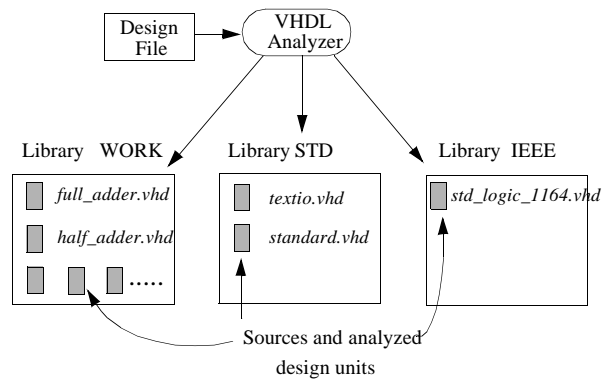 Design
File
VHDL
Analyzer
Library WORK
Library STD
Library IEEE
full_adder.vhd
half_adder.vhd
.....
textio.vhd
standard.vhd
std_logic_1164.vhd
Sources and analyzed
design units